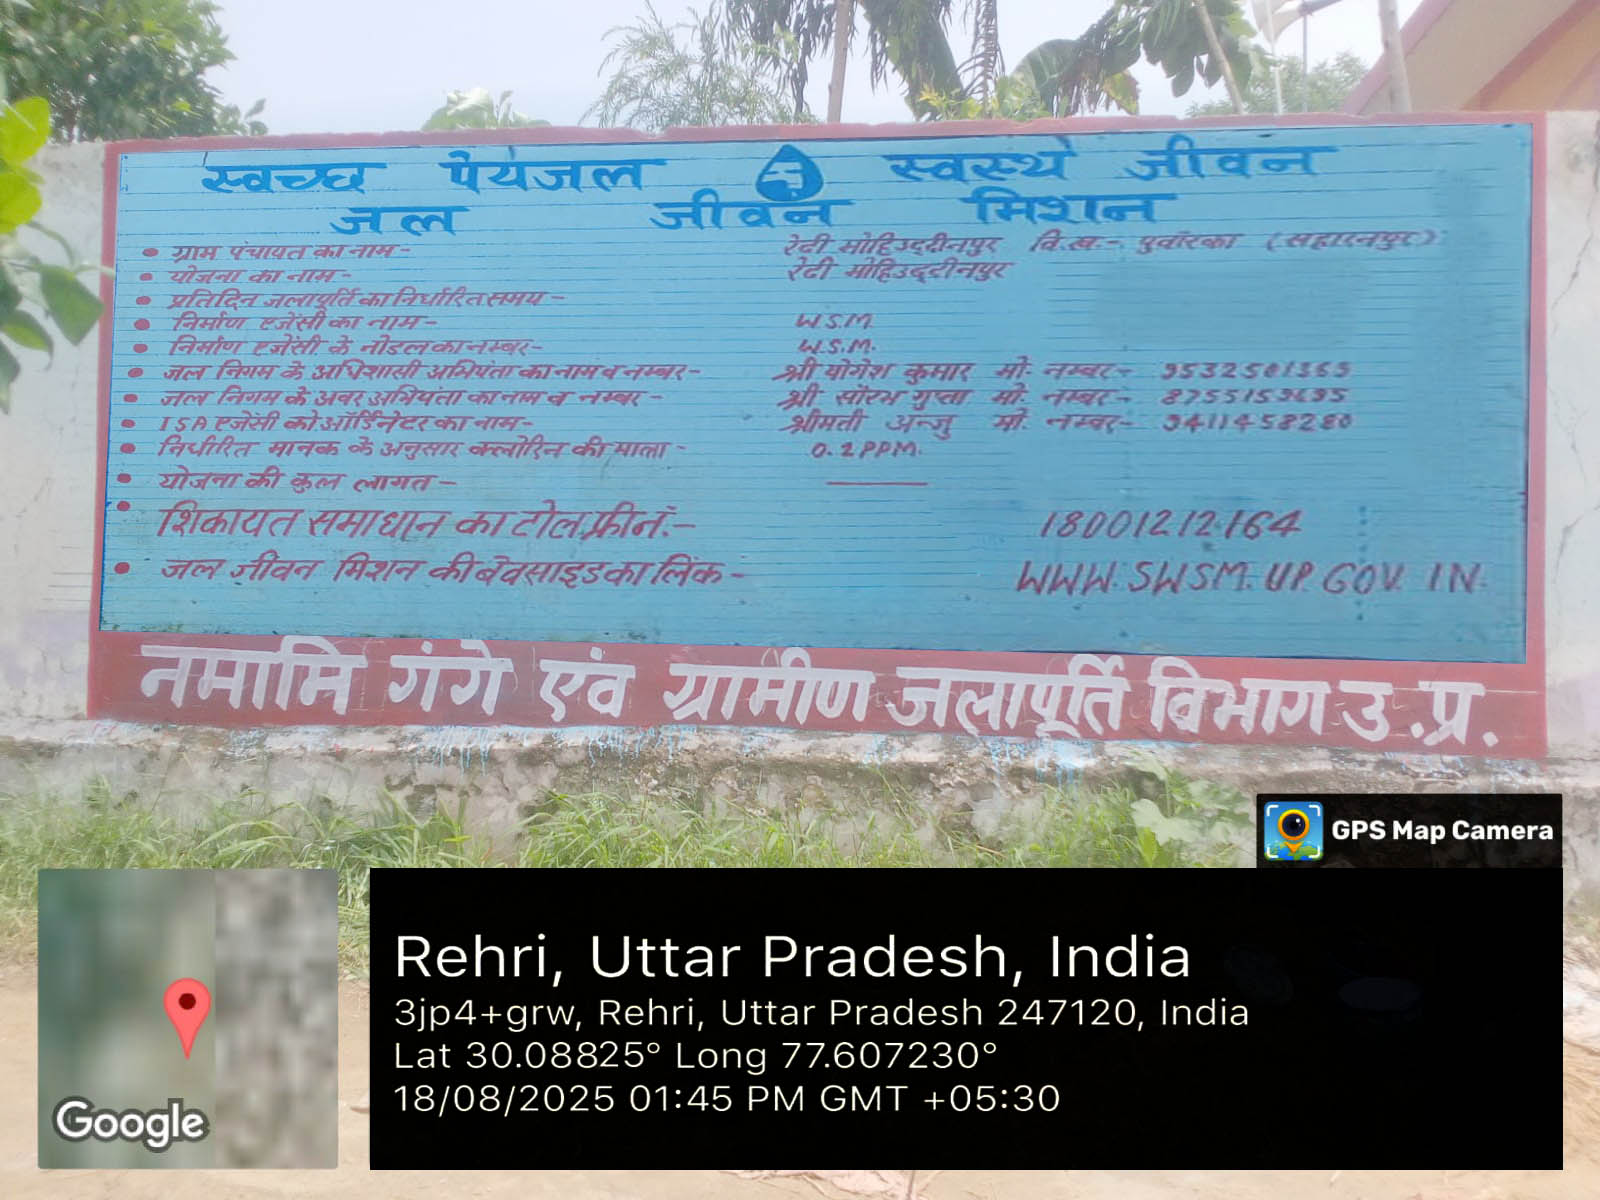 स्वच्छ पेयजल स्वस्थ जीवन
जल जीवन मिशन
• ग्राम पंचायत का नाम - रेदी मोहिउद्दीनपुर वि.ख. - पुवॉरका (सहारनपुर)
• योजना का नाम - रेदी मोहिउद्दीनपुर
• प्रतिदिन जलापूर्ति का निर्धारित समय -
• निर्माण एजेंसी का नाम - W.S.M
• निर्माण एजेंसी के नोडल का नम्बर - W.S.M.
• जल निगम के अधिशासी अभियंता का नाम व नम्बर - श्री योगेश कुमार मो. नम्बर -
• जल निगम के अवर अभियंता का नाम व नम्बर - श्री सौरभ गुप्ता मो. नम्बर -
• ISA एजेंसी कोऑर्डिनेटर का नाम - श्रीमती अन्जु मो. नम्बर - 9411458280
• निर्धारित मानक के अनुसार क्लोरिन की मात्रा - 0.2 PPM.
• योजना की कुल लागत - —
• शिकायत समाधान का टोल फ्री नं. - 18001212164
• जल जीवन मिशन की बेवसाइड का लिंक - WWW.SWSM.UP.GOV.IN.
नमामि गंगे एवं ग्रामीण जलापूर्ति विभाग उ.प्र.
GPS Map Camera
Rehri, Uttar Pradesh, India
3jp4+grw, Rehri, Uttar Pradesh 247120, India
Lat 30.08825° Long 77.607230°
18/08/2025 01:45 PM GMT +05:30
Google